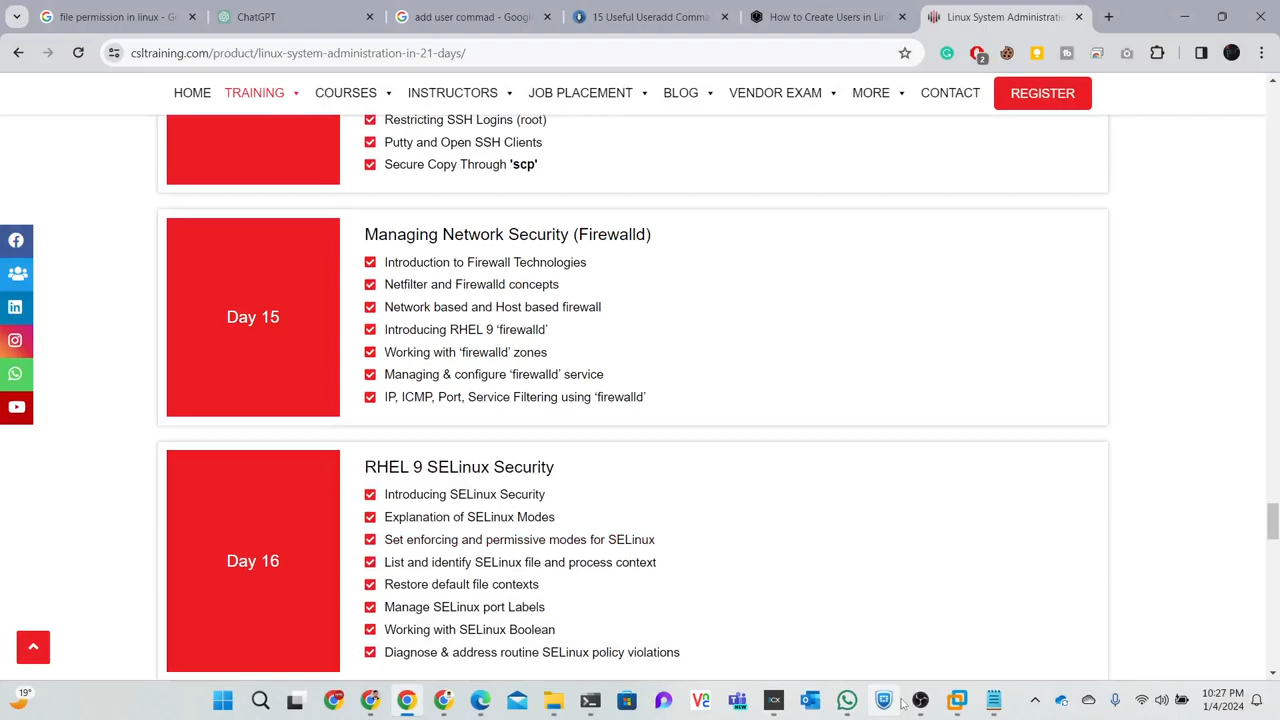 file permission in linux - G
ChatGPT
correct command - Googl
15 Useful Useradd Comma
How to Create Users in Lin
Linux System Administrati
csltraining.com/product/linux-system-administration-in-21-days/
2
HOME TRAINING COURSES INSTRUCTORS JOB PLACEMENT BLOG VENDOR EXAM MORE CONTACT REGISTER
Restricting SSH Logins (root)
Putty and Open SSH Clients
Secure Copy Through 'scp'
Day 15
Managing Network Security (Firewalld)
Introduction to Firewall Technologies
Netfilter and Firewalld concepts
Network based and Host based firewall
Introducing RHEL 9 ‘firewalld’
Working with ‘firewalld’ zones
Managing & configure ‘firewalld’ service
IP, ICMP, Port, Service Filtering using ‘firewalld’
Day 16
RHEL 9 SELinux Security
Introducing SELinux Security
Explanation of SELinux Modes
Set enforcing and permissive modes for SELinux
List and identify SELinux file and process context
Restore default file contexts
Manage SELinux port Labels
Working with SELinux Boolean
Diagnose & address routine SELinux policy violations
19°
NEW
10:27 PM
1/4/2024